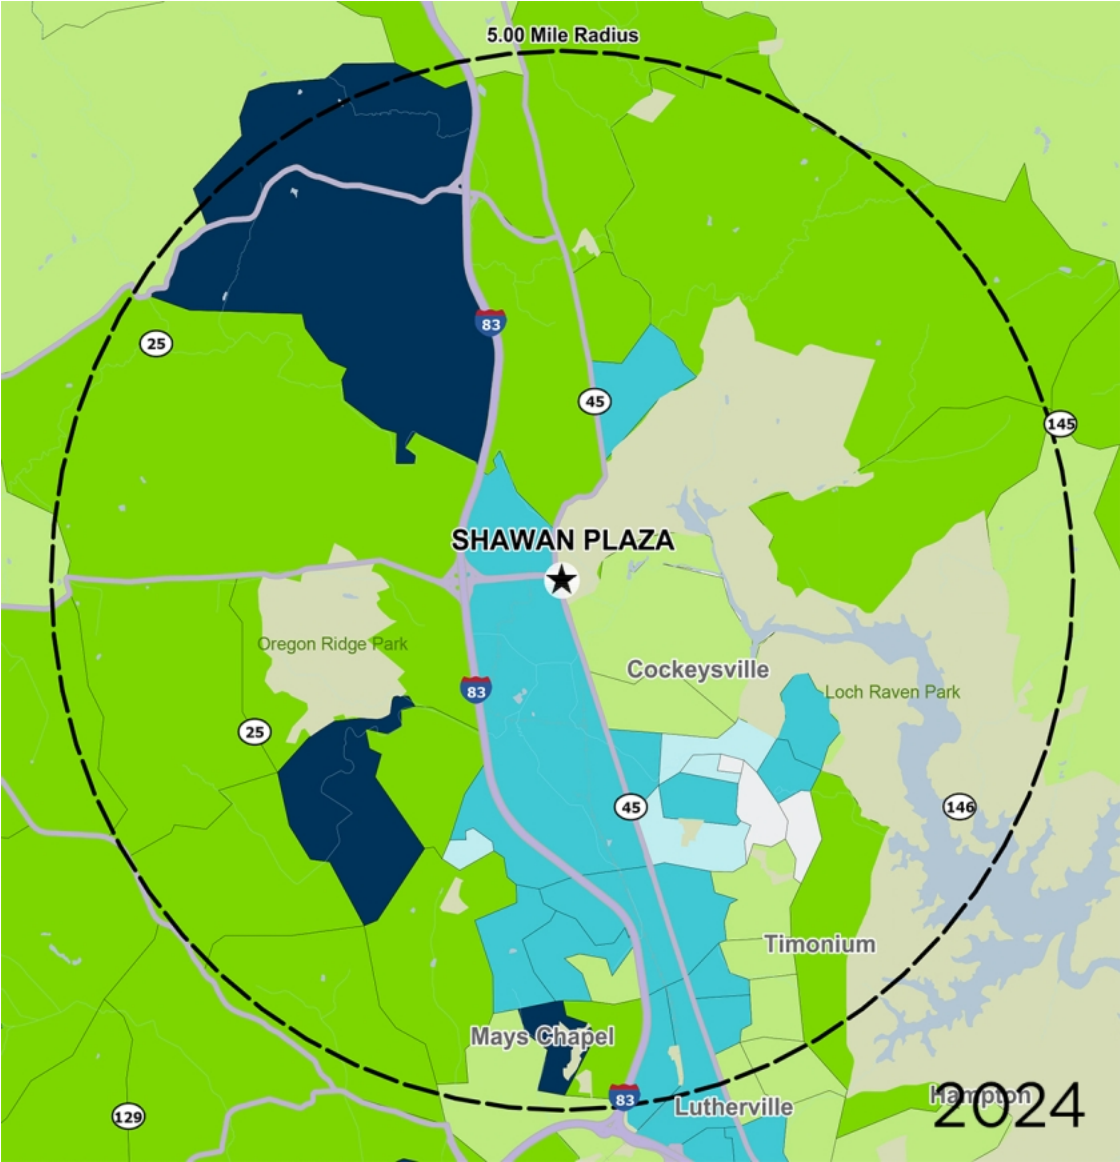 5.00 Mile Radius
83
25
45
145
SHAWAN PLAZA
Oregon Ridge Park
Cockeysville
83
Loch Raven Park
25
45
146
Timonium
Mays Chapel
83
Lutherville
Hampton
2024
129